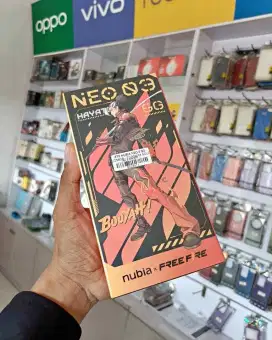 oppo
vivo
NEO 03
HAYATO
5G
BOOYAH!
nubia × FREE FIRE